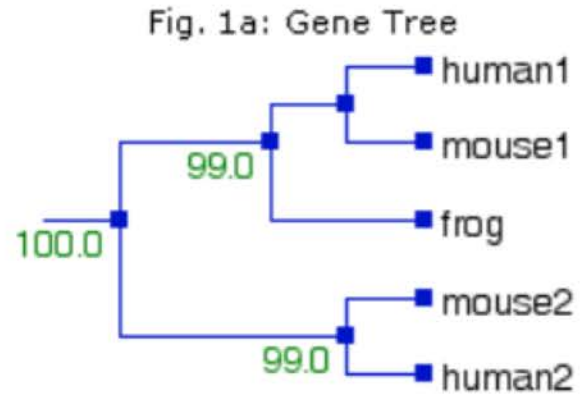 Fig. 1a: Gene Tree
human1
mouse1
99.0
frog
100.0
mouse2
99.0
human2